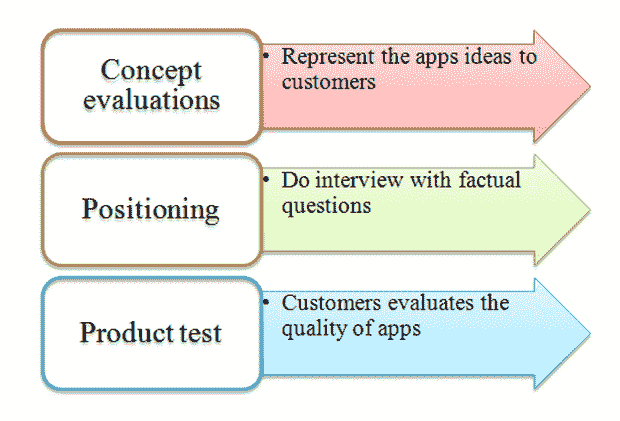 Concept
evaluations
• Represent the apps ideas to
customers
Positioning
• Do interview with factual
questions
Product test
• Customers evaluates the
quality of apps